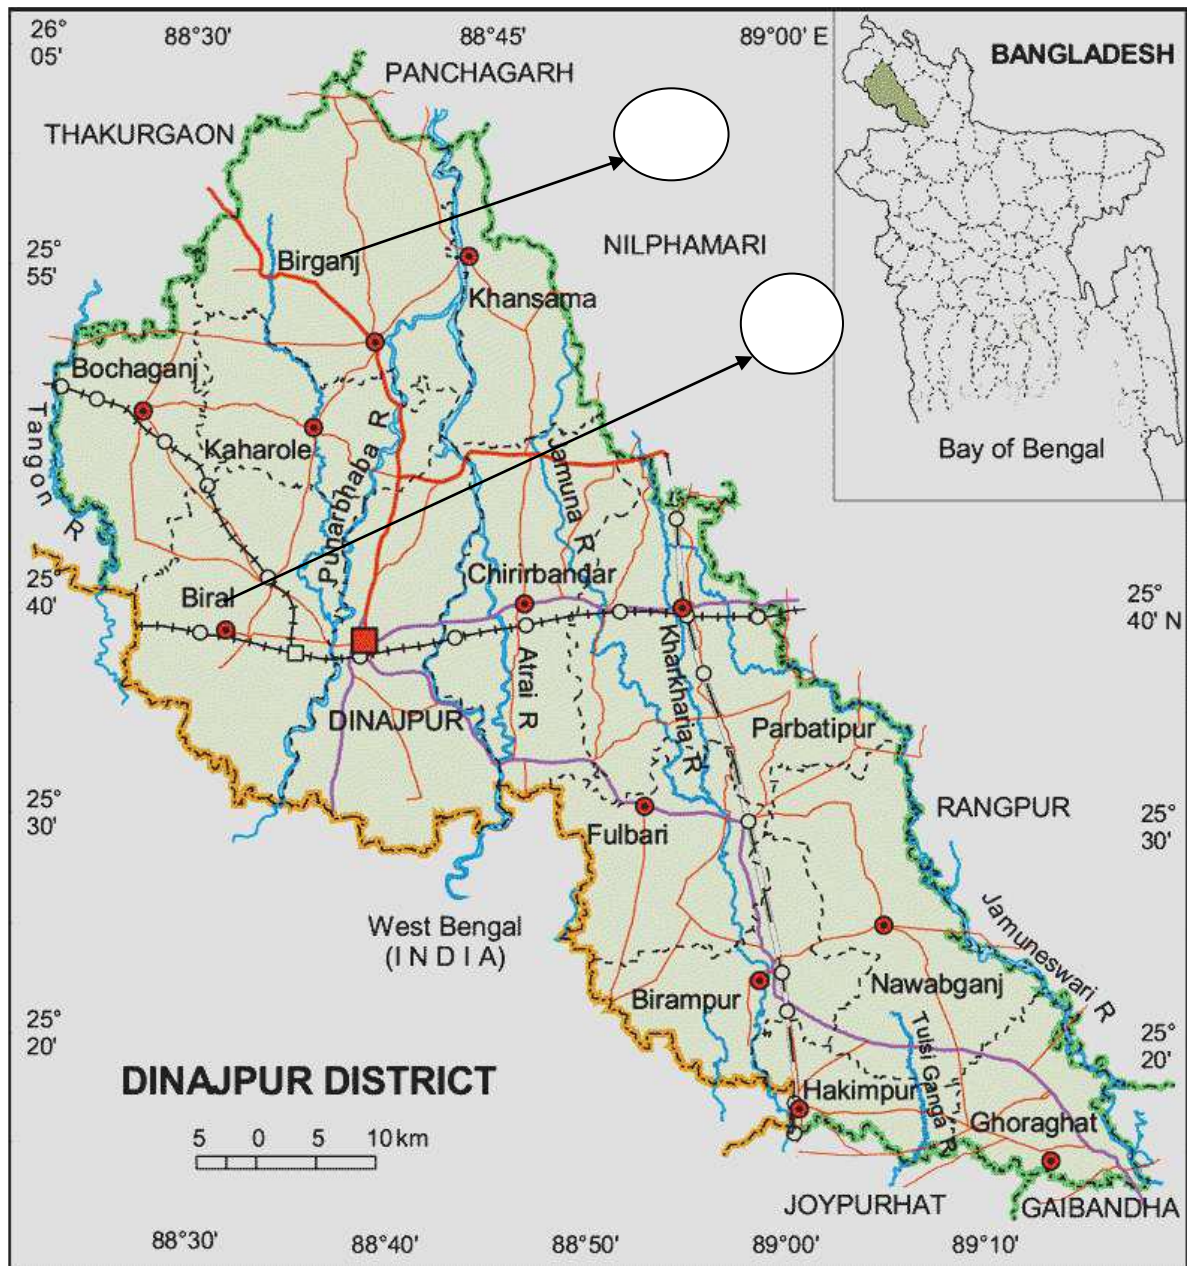 26°
05'
88°30'
88°45'
89°00' E
BANGLADESH
PANCHAGARH
THAKURGAON
NILPHAMARI
25°
55'
Birganj
Khansama
Bochaganj
Tangon R
Kaharole
Punarbhaba R
Jamuna R
Bay of Bengal
25°
40'
Biral
Chirirbandar
25°
40' N
Kharkharia R
Atrai R
DINAJPUR
Parbatipur
25°
30'
Fulbari
RANGPUR
25°
30'
West Bengal
(INDIA)
Jamuneswari R
Birampur
Nawabganj
25°
20'
Tulsi Ganga R
25°
20'
DINAJPUR DISTRICT
Hakimpur
Ghoraghat
5 0 5 10 km
JOYPURHAT
GAIBANDHA
88°30'
88°40'
88°50'
89°00'
89°10'